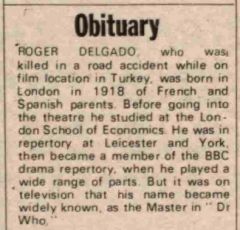 Obituary
ROGER DELGADO, who was
killed in a road accident while on
film location in Turkey, was born in
London in 1918 of French and
Spanish parents. Before going into
the theatre he studied at the Lon-
don School of Economics. He was in
repertory at Leicester and York,
then became a member of the BBC
drama repertory, when he played a
wide range of parts. But it was on
television that his name became
widely known, as the Master in " Dr
Who."